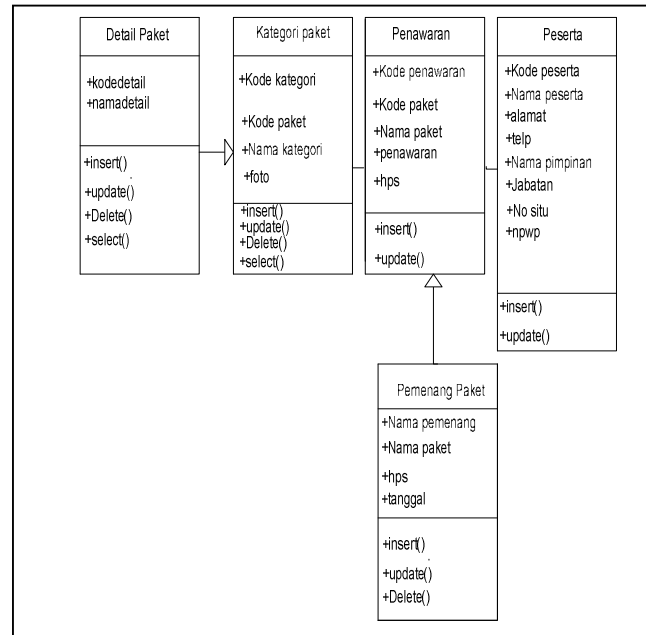 Detail Paket
+kodedetail
+namadetail
+insert()
+update()
+Delete()
+select()
Kategori paket
+Kode kategori
+Kode paket
+Nama kategori
+foto
+insert()
+update()
+Delete()
+select()
Penawaran
+Kode penawaran
+Kode paket
+Nama paket
+penawaran
+hps
+insert()
+update()
Peserta
+Kode peserta
+Nama peserta
+alamat
+telp
+Nama pimpinan
+Jabatan
+No situ
+npwp
+insert()
+update()
Pemenang Paket
+Nama pemenang
+Nama paket
+hps
+tanggal
+insert()
+update()
+Delete()